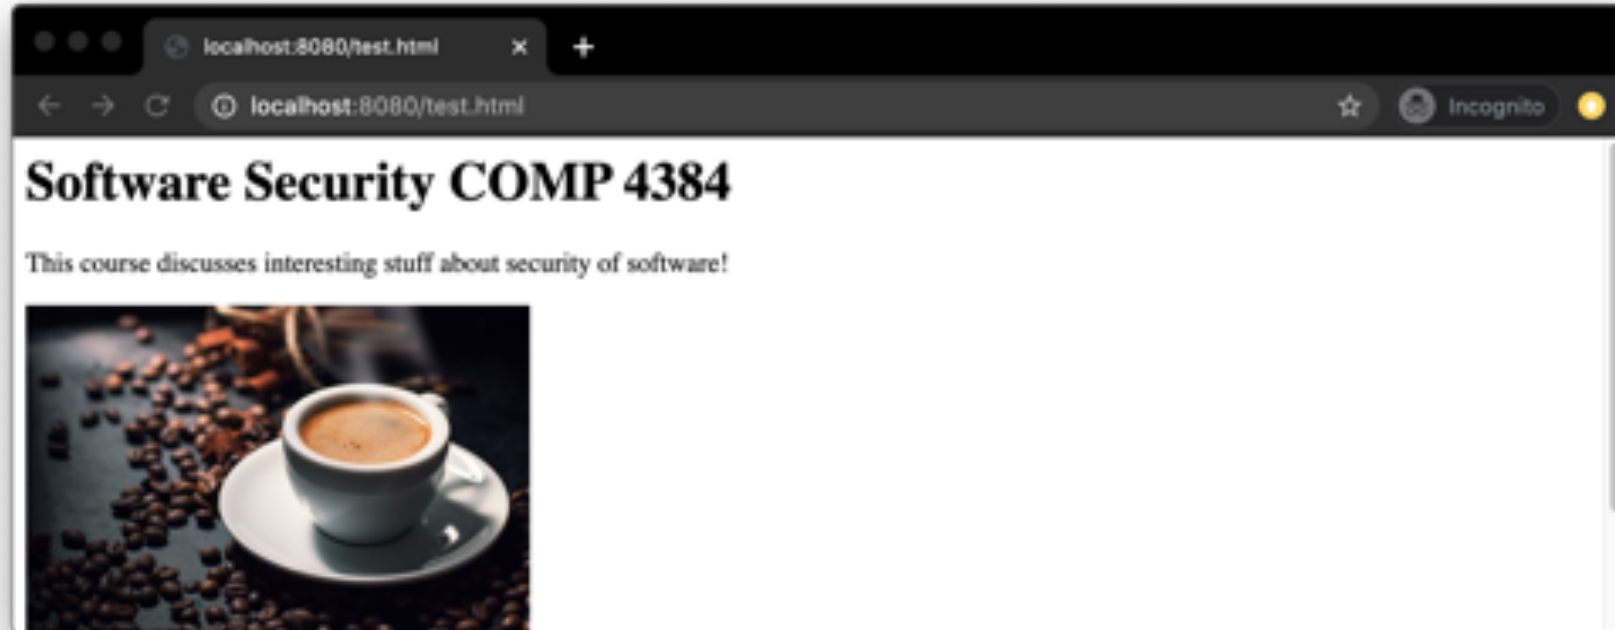 localhost:8080/test.html
localhost:8080/test.html
Incognito
Software Security COMP 4384
This course discusses interesting stuff about security of software!